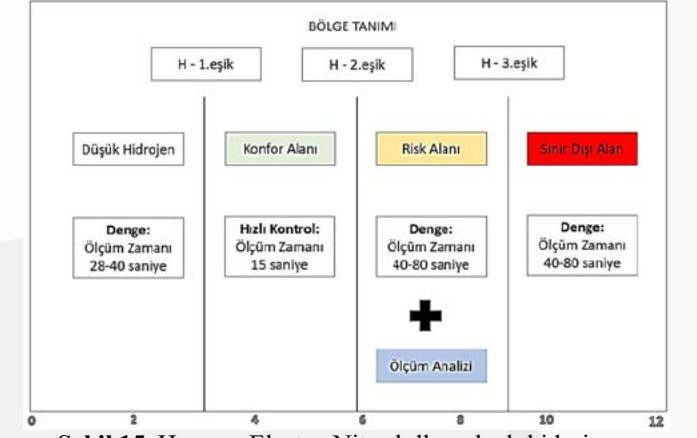 BÖLGE TANIMI
H - 1.eşik
H - 2.eşik
H - 3.eşik
Düşük Hidrojen
Konfor Alanı
Risk Alanı
Sınır Dışı Alan
Denge:
Ölçüm Zamanı
28-40 saniye
Hızlı Kontrol:
Ölçüm Zamanı
15 saniye
Denge:
Ölçüm Zamanı
40-80 saniye
Denge:
Ölçüm Zamanı
40-80 saniye
Ölçüm Analizi
0 2 4 6 8 10 12